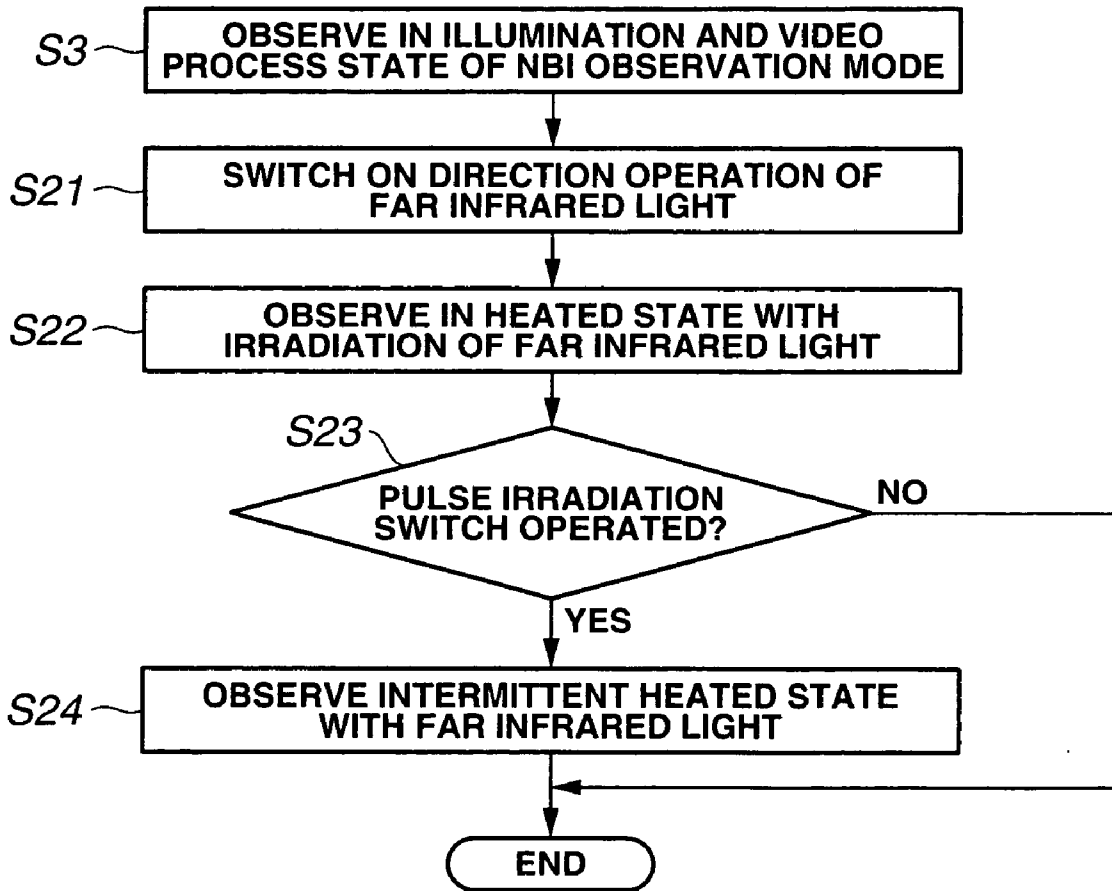 S3
OBSERVE IN ILLUMINATION AND VIDEO
PROCESS STATE OF NBI OBSERVATION MODE
S21
SWITCH ON DIRECTION OPERATION OF
FAR INFRARED LIGHT
S22
OBSERVE IN HEATED STATE WITH
IRRADIATION OF FAR INFRARED LIGHT
S23
PULSE IRRADIATION
SWITCH OPERATED?
NO
YES
S24
OBSERVE INTERMITTENT HEATED STATE
WITH FAR INFRARED LIGHT
END